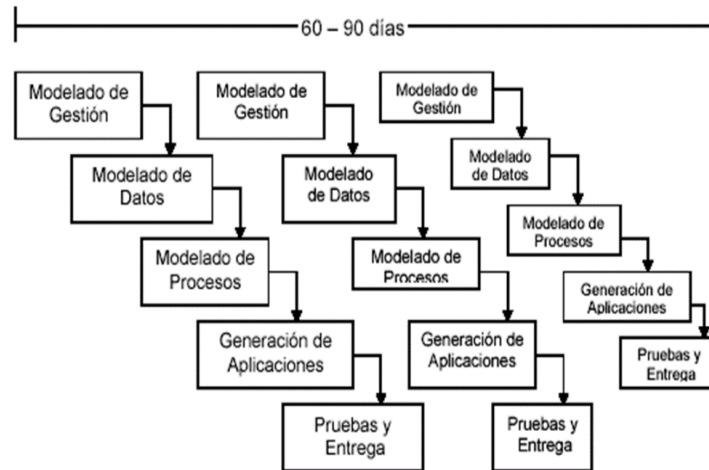 60 – 90 días
Modelado de
Gestión
Modelado de
Datos
Modelado de
Procesos
Generación de
Aplicaciones
Pruebas y
Entrega
Modelado de
Gestión
Modelado
de Datos
Modelado de
Procesos
Generación de
Aplicaciones
Pruebas y
Entrega
Modelado de
Gestión
Modelado
de Datos
Modelado de
Procesos
Generación de
Aplicaciones
Pruebas y
Entrega